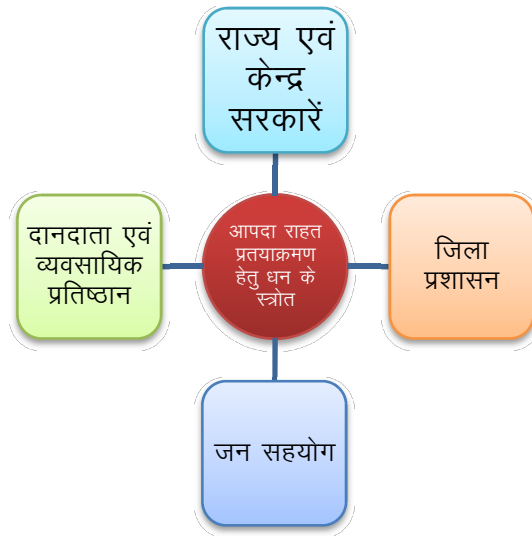 राज्य एवं
केन्द्र
सरकारें
दानदाता एवं
व्यवसायिक
प्रतिष्ठान
आपदा राहत
प्रतयाक्रमण
हेतु धन के
स्त्रोत
जिला
प्रशासन
जन सहयोग